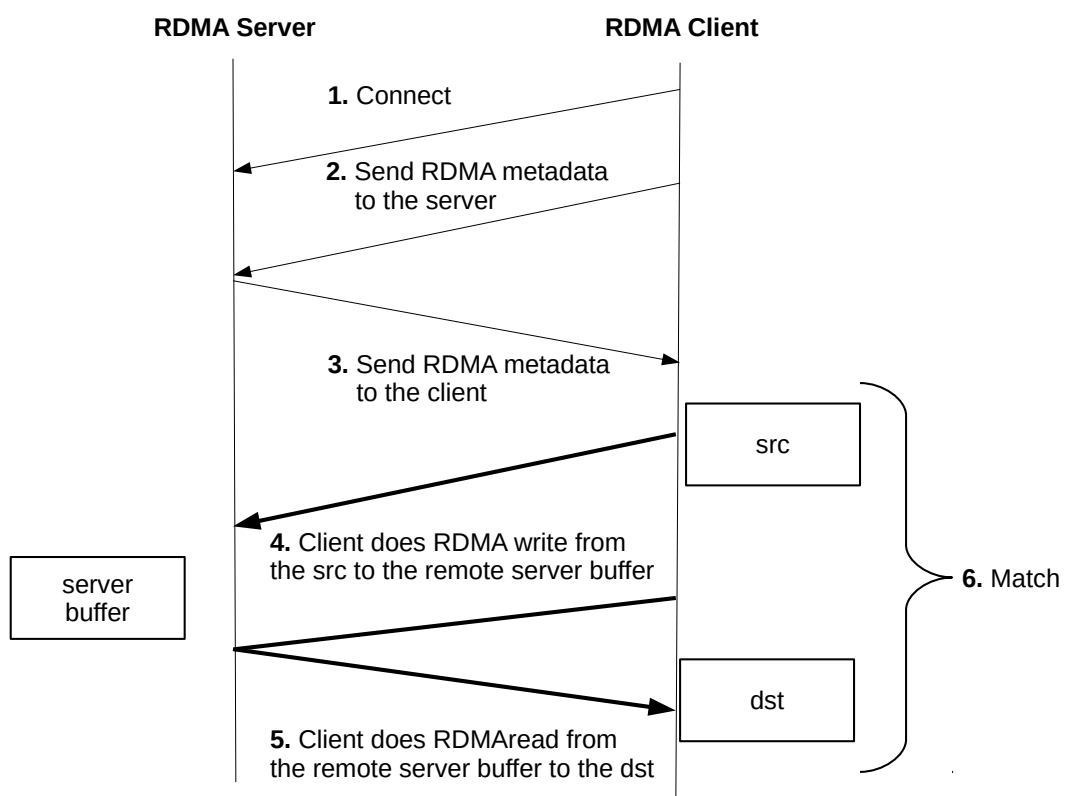 RDMA Server
RDMA Client
1. Connect
2. Send RDMA metadata
to the server
3. Send RDMA metadata
to the client
src
4. Client does RDMA write from
the src to the remote server buffer
server
buffer
6. Match
dst
5. Client does RDMAread from
the remote server buffer to the dst